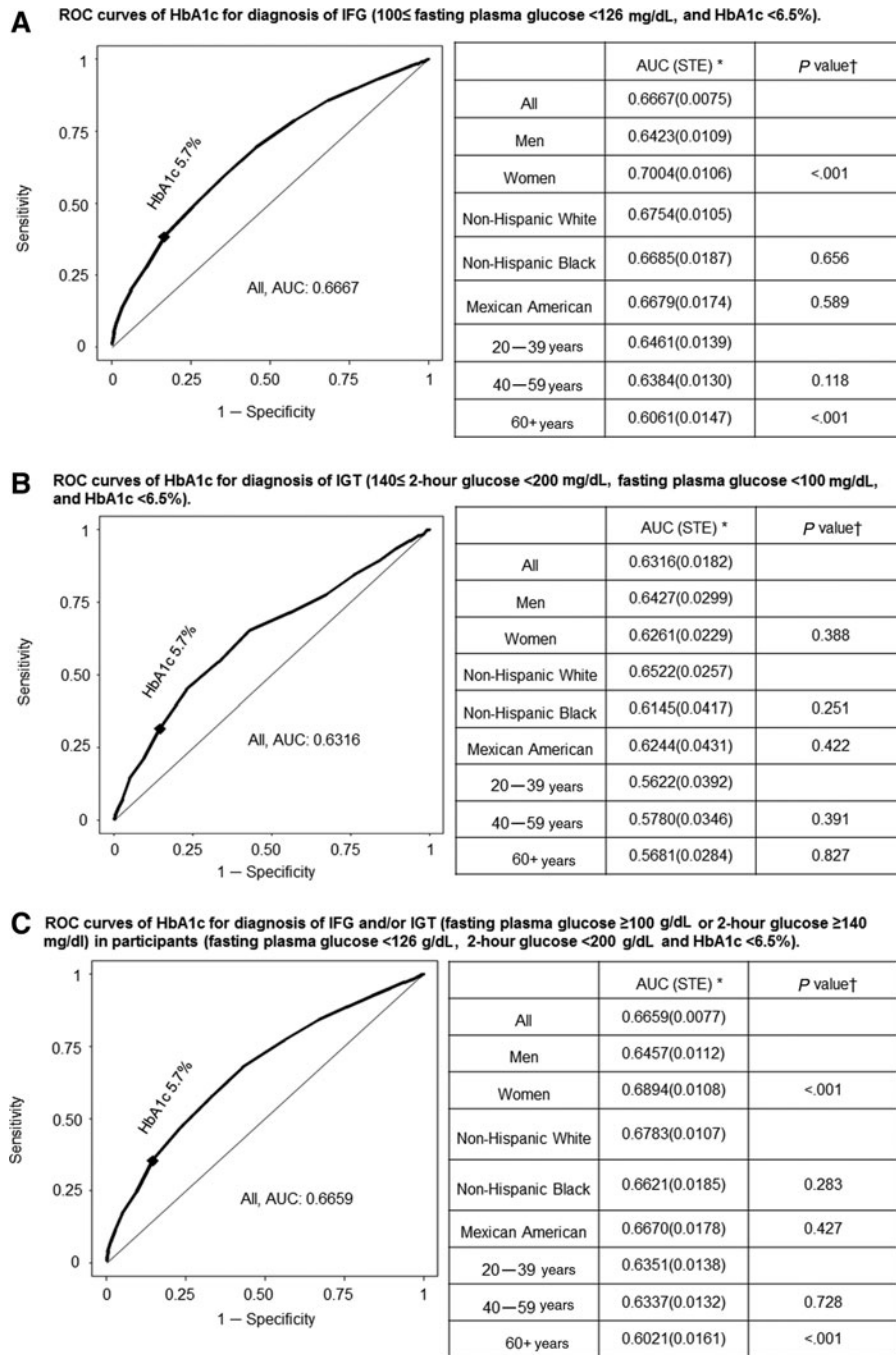 A
ROC curves of HbA1c for diagnosis of IFG (100≤ fasting plasma glucose <126 mg/dL, and HbA1c <6.5%).
1
0.75
0.50
0.25
0
Sensitivity
HbA1c 5.7%
All, AUC: 0.6667
0 0.25 0.50 0.75 1
1 — Specificity
AUC (STE) * P value†
All 0.6667(0.0075)
Men 0.6423(0.0109)
Women 0.7004(0.0106) <.001
Non-Hispanic White 0.6754(0.0105)
Non-Hispanic Black 0.6685(0.0187) 0.656
Mexican American 0.6679(0.0174) 0.589
20—39 years 0.6461(0.0139)
40—59 years 0.6384(0.0130) 0.118
60+ years 0.6061(0.0147) <.001
B
ROC curves of HbA1c for diagnosis of IGT (140≤ 2-hour glucose <200 mg/dL, fasting plasma glucose <100 mg/dL,
and HbA1c <6.5%).
1
0.75
0.50
0.25
0
Sensitivity
HbA1c 5.7%
All, AUC: 0.6316
0 0.25 0.50 0.75 1
1 — Specificity
AUC (STE) * P value†
All 0.6316(0.0182)
Men 0.6427(0.0299)
Women 0.6261(0.0229) 0.388
Non-Hispanic White 0.6522(0.0257)
Non-Hispanic Black 0.6145(0.0417) 0.251
Mexican American 0.6244(0.0431) 0.422
20—39 years 0.5622(0.0392)
40—59 years 0.5780(0.0346) 0.391
60+ years 0.5681(0.0284) 0.827
C
ROC curves of HbA1c for diagnosis of IFG and/or IGT (fasting plasma glucose ≥100 g/dL or 2-hour glucose ≥140
mg/dl) in participants (fasting plasma glucose <126 g/dL, 2-hour glucose <200 g/dL and HbA1c <6.5%).
1
0.75
0.50
0.25
0
Sensitivity
HbA1c 5.7%
All, AUC: 0.6659
0 0.25 0.50 0.75 1
1 — Specificity
AUC (STE) * P value†
All 0.6659(0.0077)
Men 0.6457(0.0112)
Women 0.6894(0.0108) <.001
Non-Hispanic White 0.6783(0.0107)
Non-Hispanic Black 0.6621(0.0185) 0.283
Mexican American 0.6670(0.0178) 0.427
20—39 years 0.6351(0.0138)
40—59 years 0.6337(0.0132) 0.728
60+ years 0.6021(0.0161) <.001